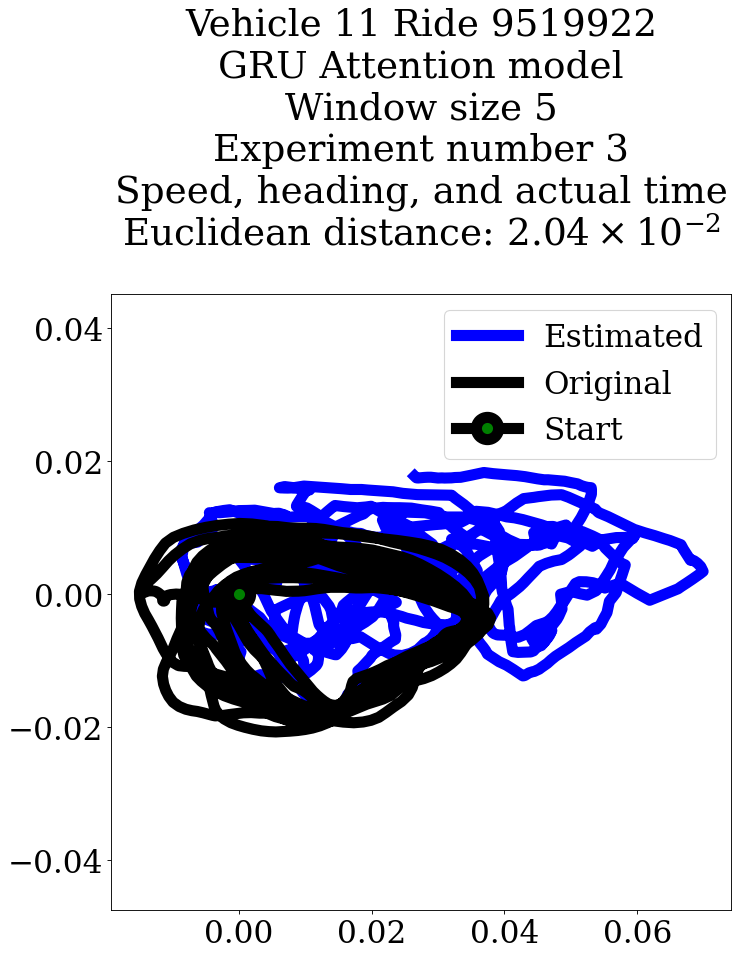 Vehicle 11 Ride 9519922
GRU Attention model
Window size 5
Experiment number 3
Speed, heading, and actual time
Euclidean distance: 2.04 × 10⁻²
Estimated
Original
Start
0.04
0.02
0.00
−0.02
−0.04
0.00 0.02 0.04 0.06